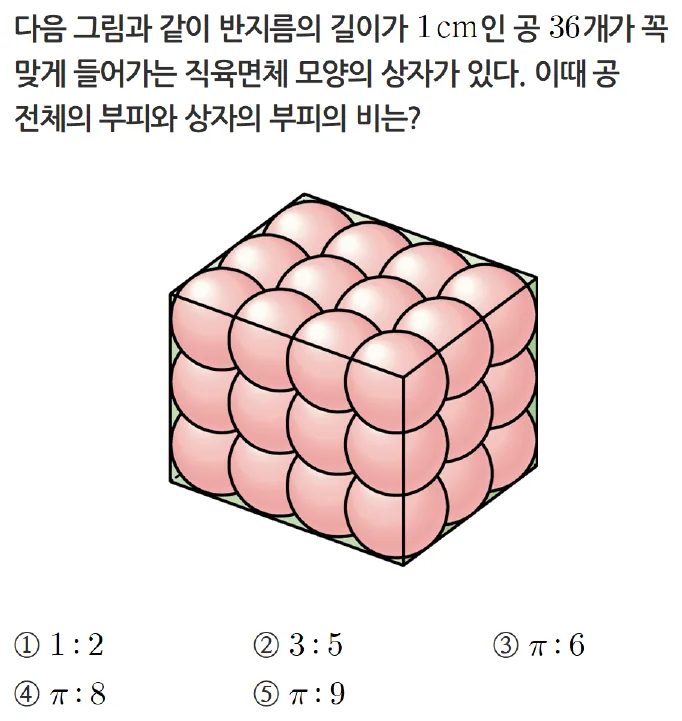 다음 그림과 같이 반지름의 길이가 1cm인 공 36개가 꼭
맞게 들어가는 직육면체 모양의 상자가 있다. 이때 공
전체의 부피와 상자의 부피의 비는?
① 1 : 2 ② 3 : 5 ③ π : 6
④ π : 8 ⑤ π : 9